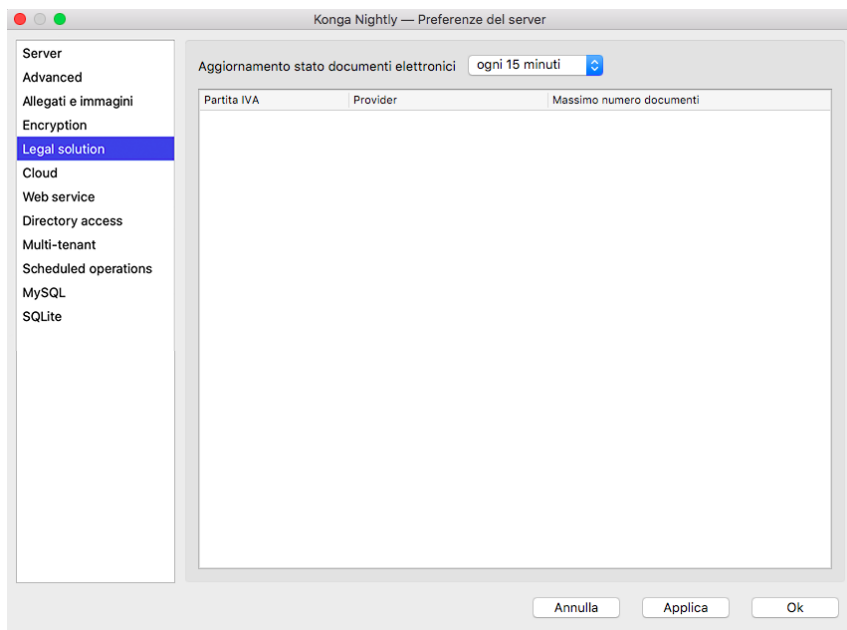 Konga Nightly — Preferenze del server
Server
Advanced
Allegati e immagini
Encryption
Legal solution
Cloud
Web service
Directory access
Multi-tenant
Scheduled operations
MySQL
SQLite
Aggiornamento stato documenti elettronici ogni 15 minuti
Partita IVA Provider Massimo numero documenti
Annulla Applica Ok